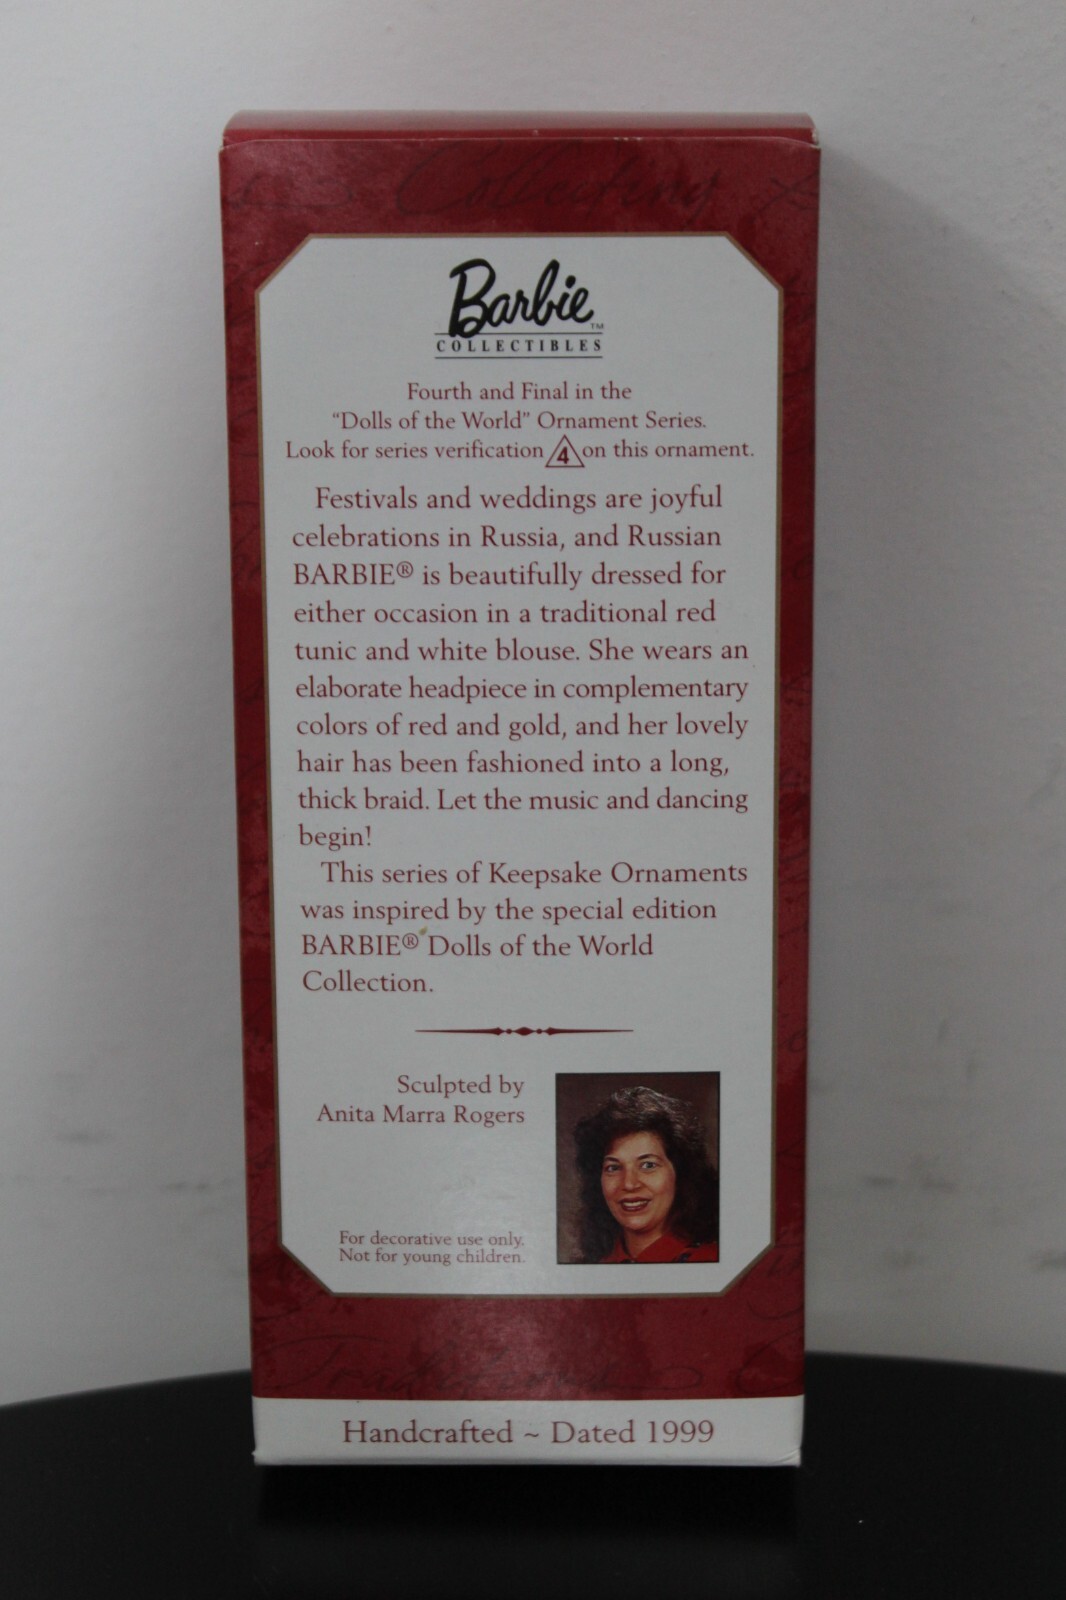 Collecting
Barbie™
COLLECTIBLES
Fourth and Final in the
“Dolls of the World” Ornament Series.
Look for series verification 4 on this ornament.
Festivals and weddings are joyful
celebrations in Russia, and Russian
BARBIE® is beautifully dressed for
either occasion in a traditional red
tunic and white blouse. She wears an
elaborate headpiece in complementary
colors of red and gold, and her lovely
hair has been fashioned into a long,
thick braid. Let the music and dancing
begin!
This series of Keepsake Ornaments
was inspired by the special edition
BARBIE® Dolls of the World
Collection.
Sculpted by
Anita Marra Rogers
For decorative use only.
Not for young children.
Traditions
Handcrafted ~ Dated 1999